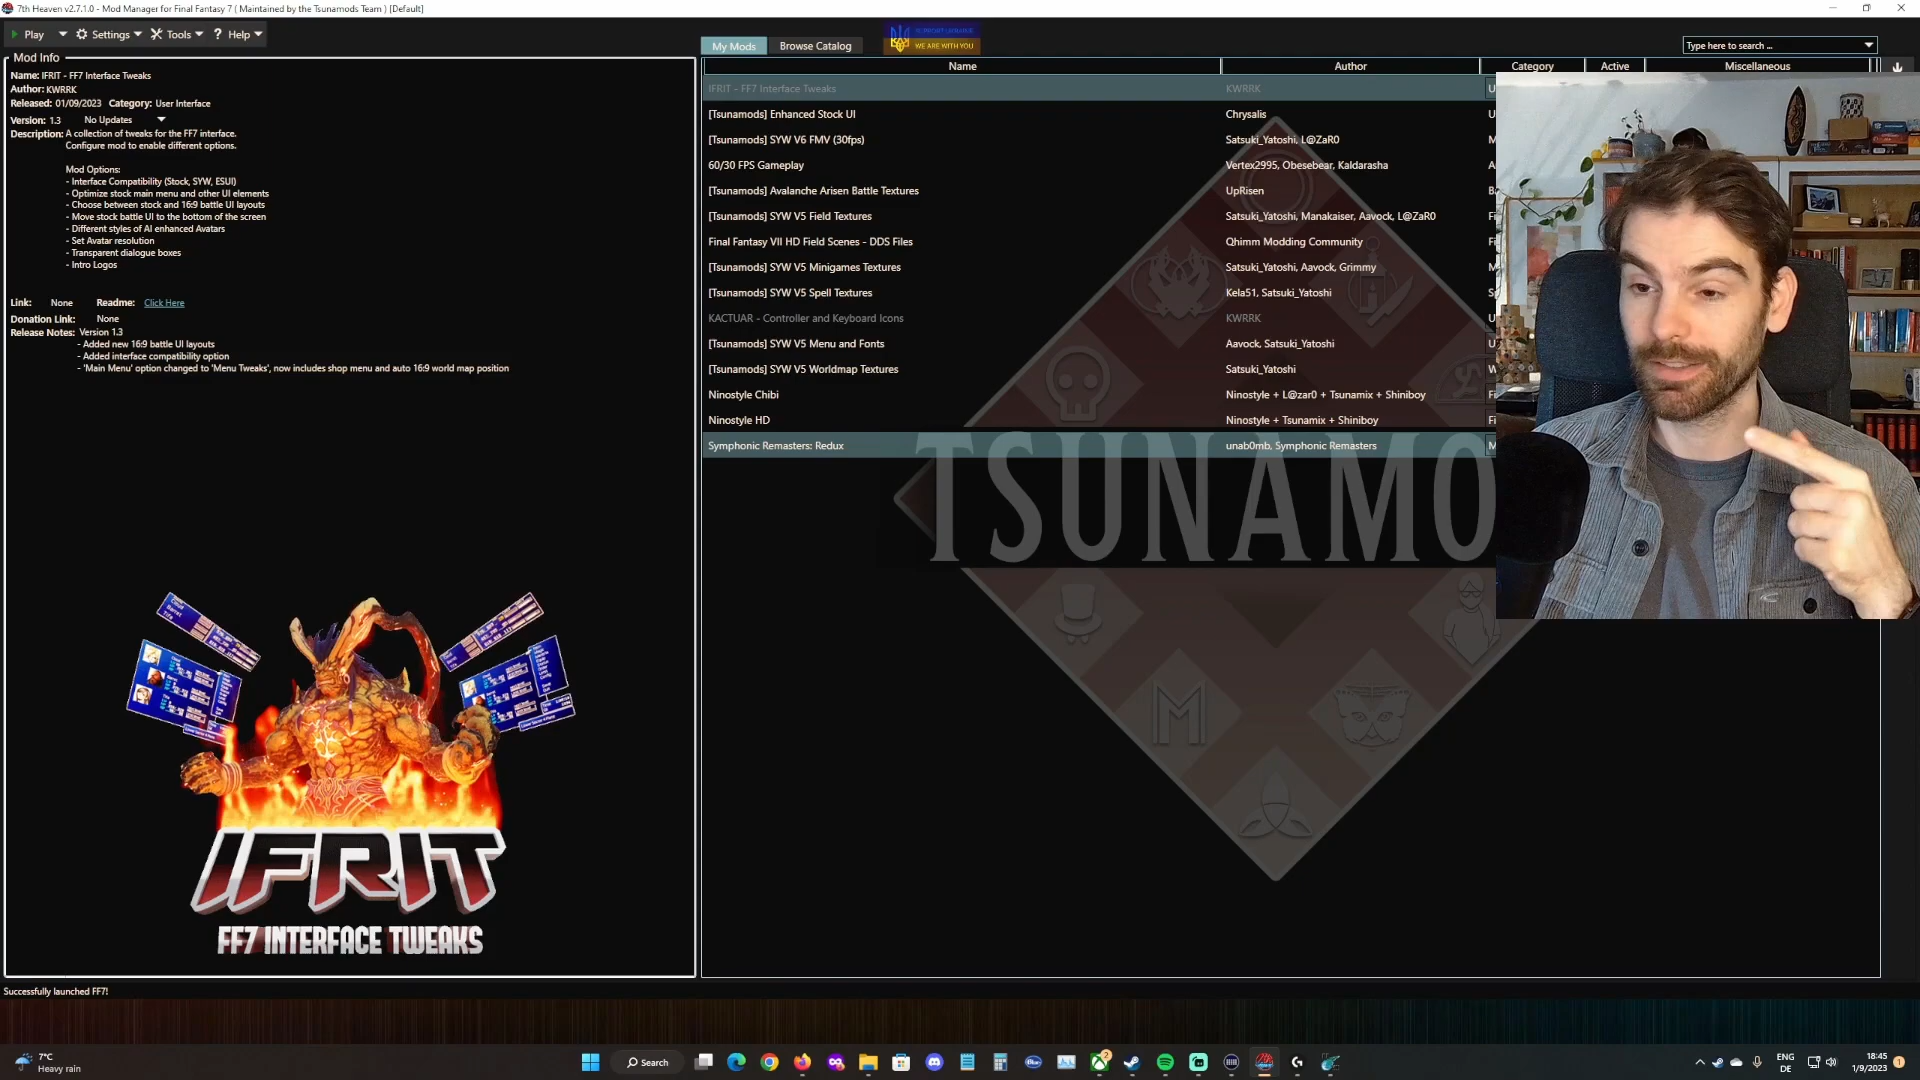 7th Heaven v2.7.1.0 - Mod Manager for Final Fantasy 7 ( Maintained by the Tsunamods Team ) [Default]
Play Settings Tools ? Help
SUPPORT UKRAINE
WE ARE WITH YOU
My Mods Browse Catalog
Type here to search ...
Mod Info
Name: IFRIT - FF7 Interface Tweaks
Author: KWRRK
Released: 01/09/2023 Category: User Interface
Version: 1.3 No Updates
Description: A collection of tweaks for the FF7 interface.
Configure mod to enable different options.
Mod Options:
- Interface Compatibility (Stock, SYW, ESUI)
- Optimize stock main menu and other UI elements
- Choose between stock and 16:9 battle UI layouts
- Move stock battle UI to the bottom of the screen
- Different styles of AI enhanced Avatars
- Set Avatar resolution
- Transparent dialogue boxes
- Intro Logos
Link: None Readme: Click Here
Donation Link: None
Release Notes: Version 1.3
- Added new 16:9 battle UI layouts
- Added interface compatibility option
- 'Main Menu' option changed to 'Menu Tweaks', now includes shop menu and auto 16:9 world map position
IFRIT
FF7 INTERFACE TWEAKS
Name Author Category Active Miscellaneous
IFRIT - FF7 Interface Tweaks KWRRK U
[Tsunamods] Enhanced Stock UI Chrysalis U
[Tsunamods] SYW V6 FMV (30fps) Satsuki_Yatoshi, L@ZaR0 M
60/30 FPS Gameplay Vertex2995, Obesebear, Kaldarasha A
[Tsunamods] Avalanche Arisen Battle Textures UpRisen B
[Tsunamods] SYW V5 Field Textures Satsuki_Yatoshi, Manakaiser, Aavock, L@ZaR0 Fi
Final Fantasy VII HD Field Scenes - DDS Files Qhimm Modding Community Fi
[Tsunamods] SYW V5 Minigames Textures Satsuki_Yatoshi, Aavock, Grimmy M
[Tsunamods] SYW V5 Spell Textures Kela51, Satsuki_Yatoshi Sp
KACTUAR - Controller and Keyboard Icons KWRRK U
[Tsunamods] SYW V5 Menu and Fonts Aavock, Satsuki_Yatoshi U
[Tsunamods] SYW V5 Worldmap Textures Satsuki_Yatoshi W
Ninostyle Chibi Ninostyle + L@zar0 + Tsunamix + Shiniboy Fi
Ninostyle HD Ninostyle + Tsunamix + Shiniboy Fi
Symphonic Remasters: Redux unab0mb, Symphonic Remasters M
TSUNAMO
Successfully launched FF7!
7°C
Heavy rain
Search
ENG
DE
18:45
1/9/2023